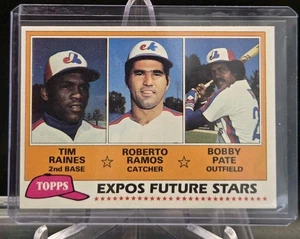 TIM RAINES
2nd BASE
ROBERTO RAMOS
CATCHER
BOBBY PATE
OUTFIELD
TOPPS
EXPOS FUTURE STARS